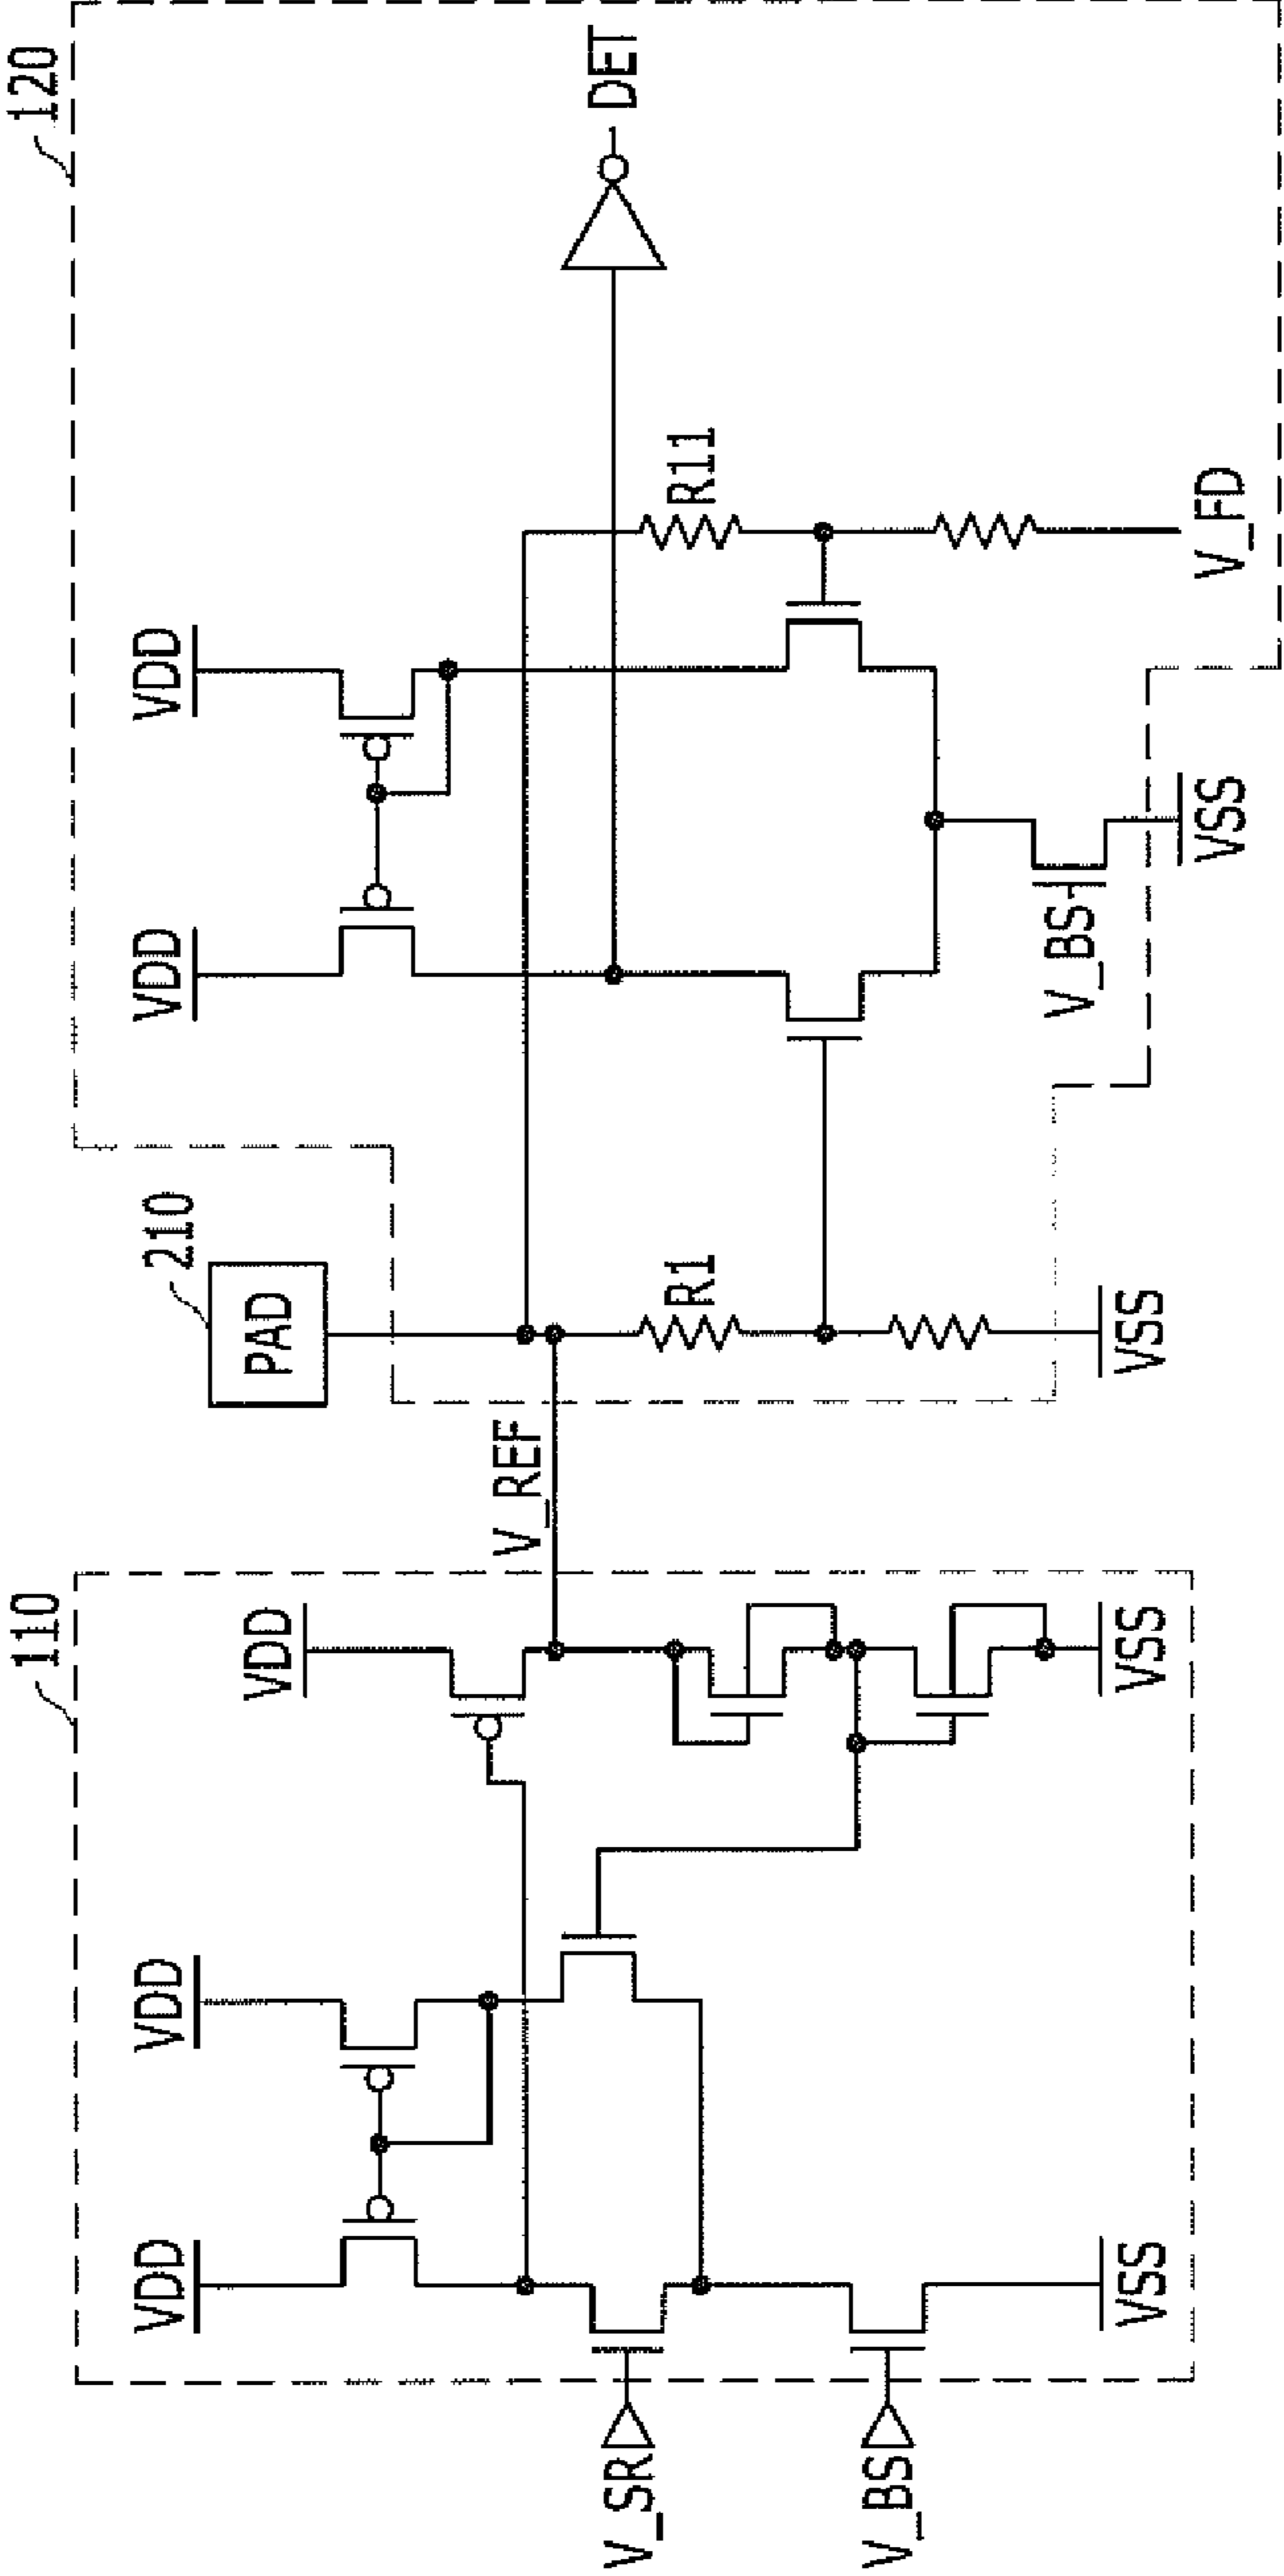 110
VDD
VDD
VDD
V_SR
V_BS
VSS
VSS
V_REF
210
PAD
R1
VSS
120
VDD
VDD
R11
V_BS
VSS
V_FD
DET